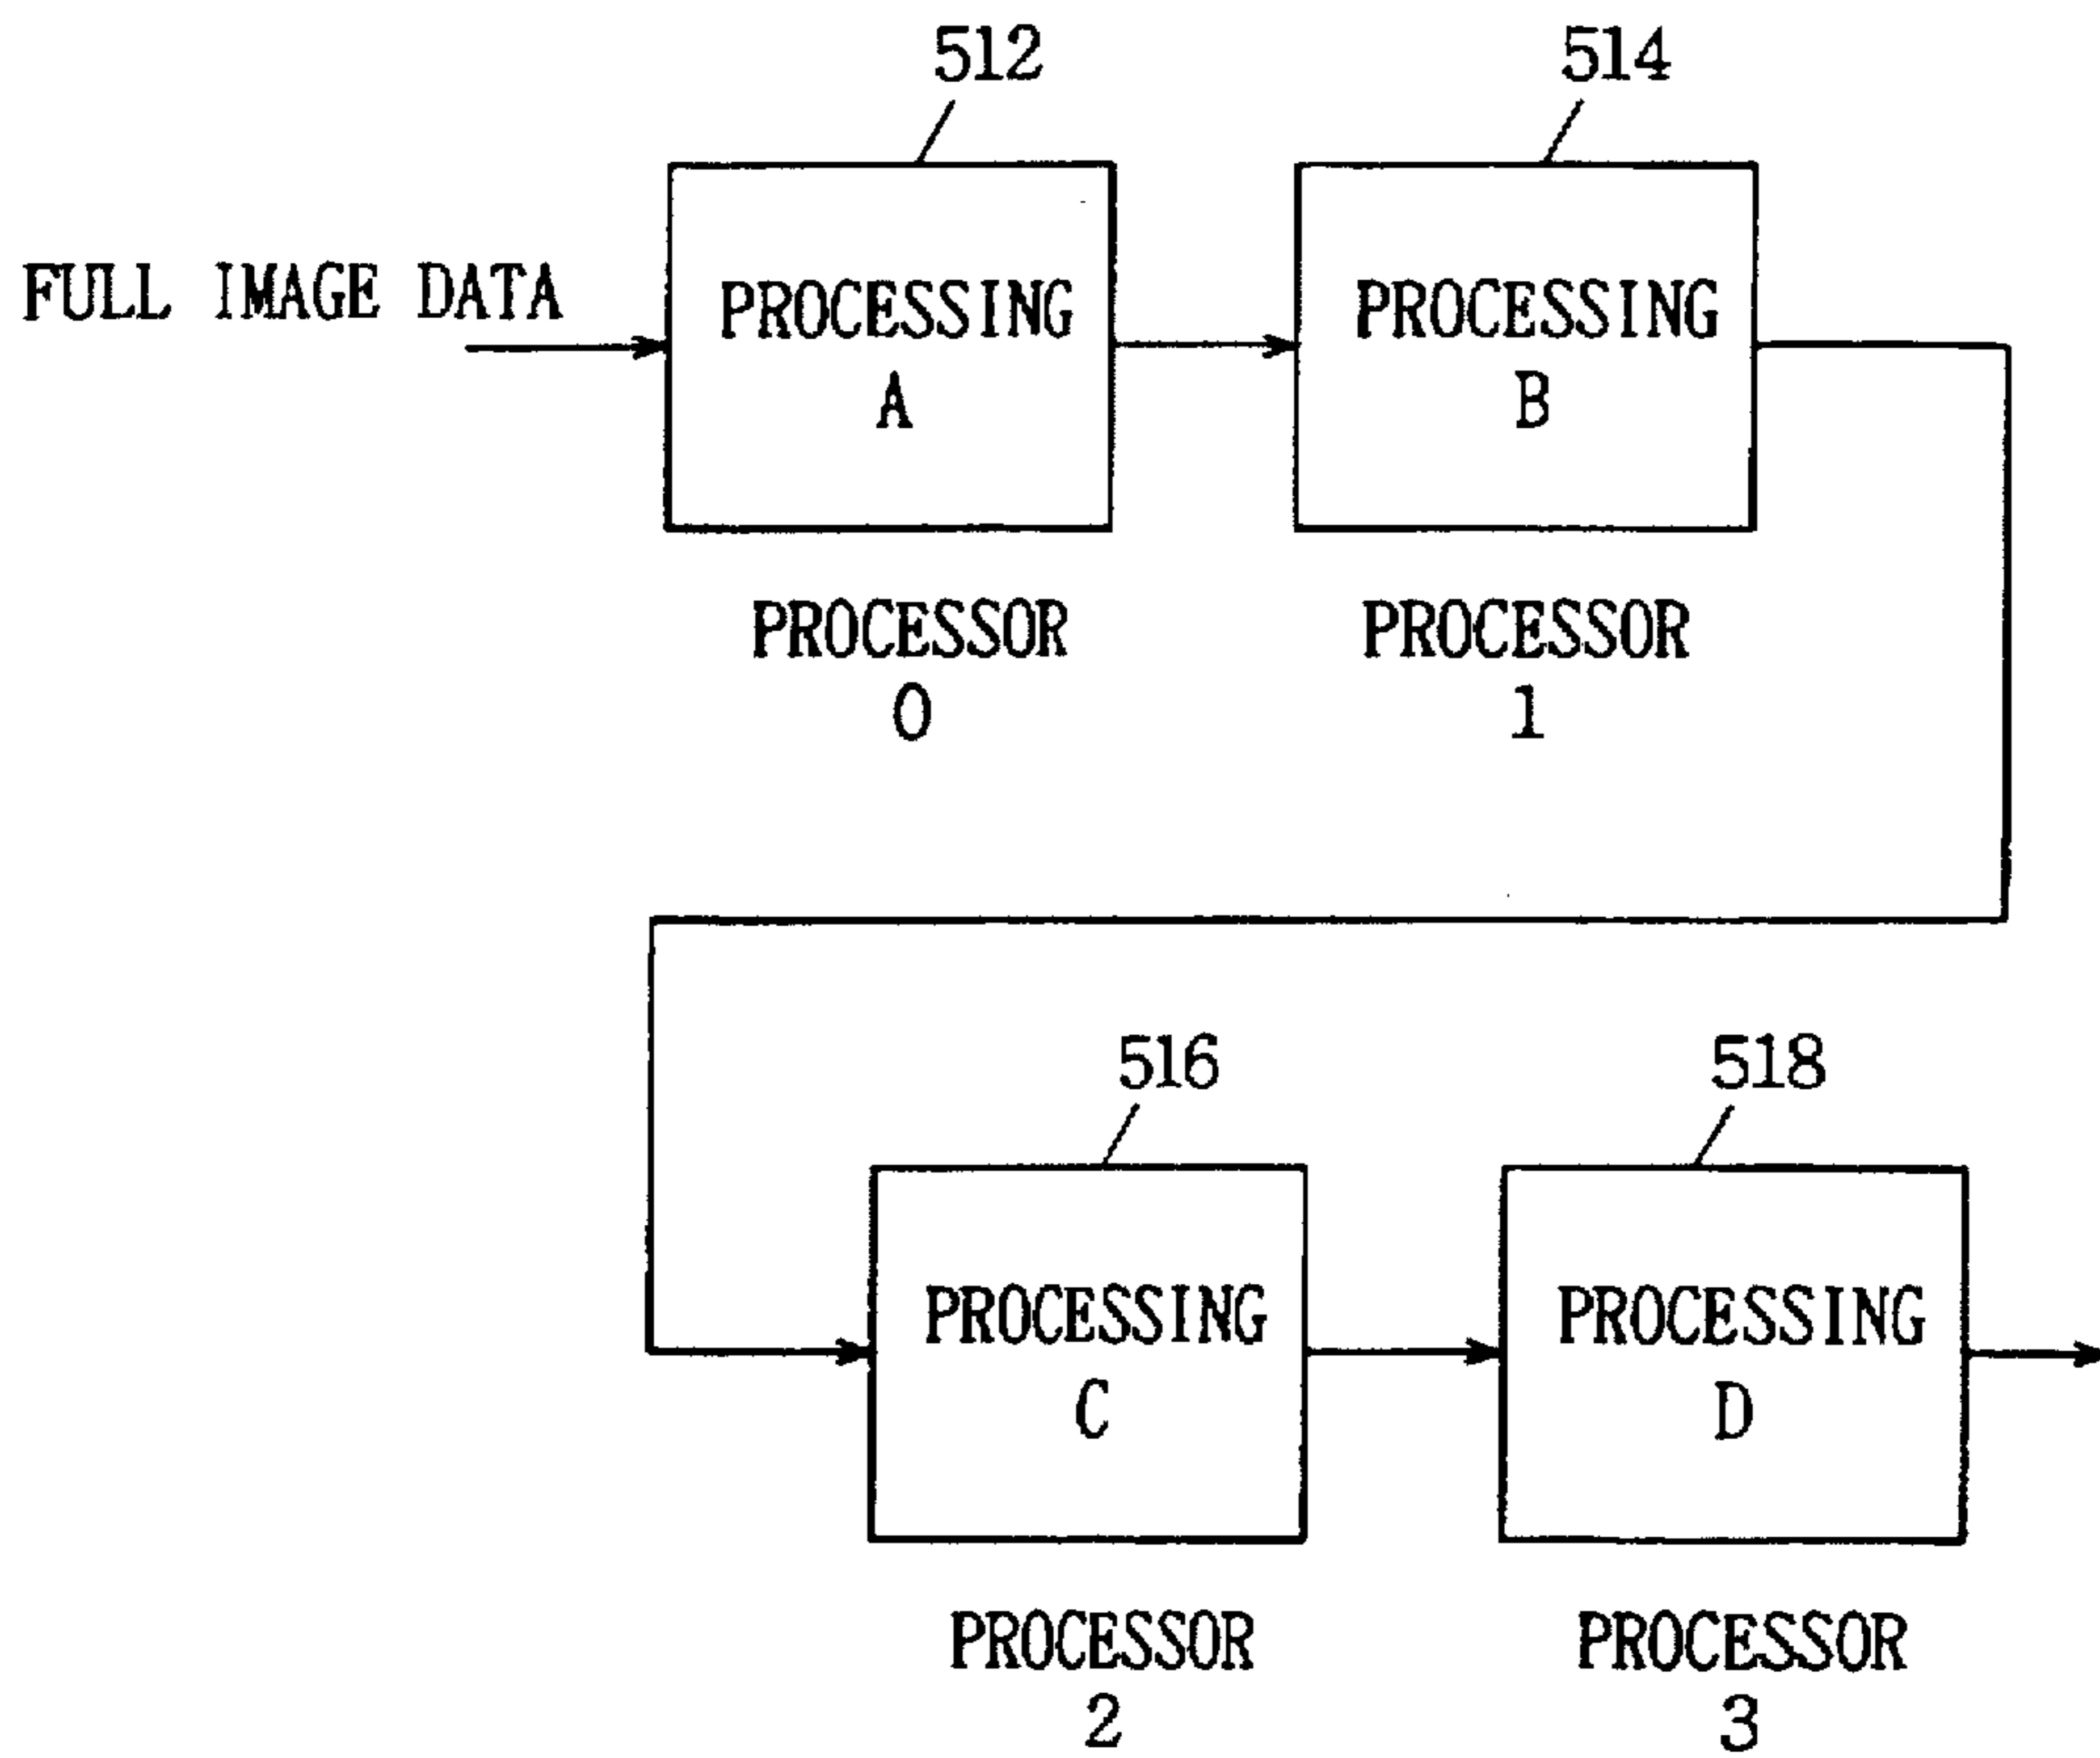 512
514
FULL IMAGE DATA
PROCESSING
A
PROCESSING
B
PROCESSOR
0
PROCESSOR
1
516
518
PROCESSING
C
PROCESSING
D
PROCESSOR
2
PROCESSOR
3